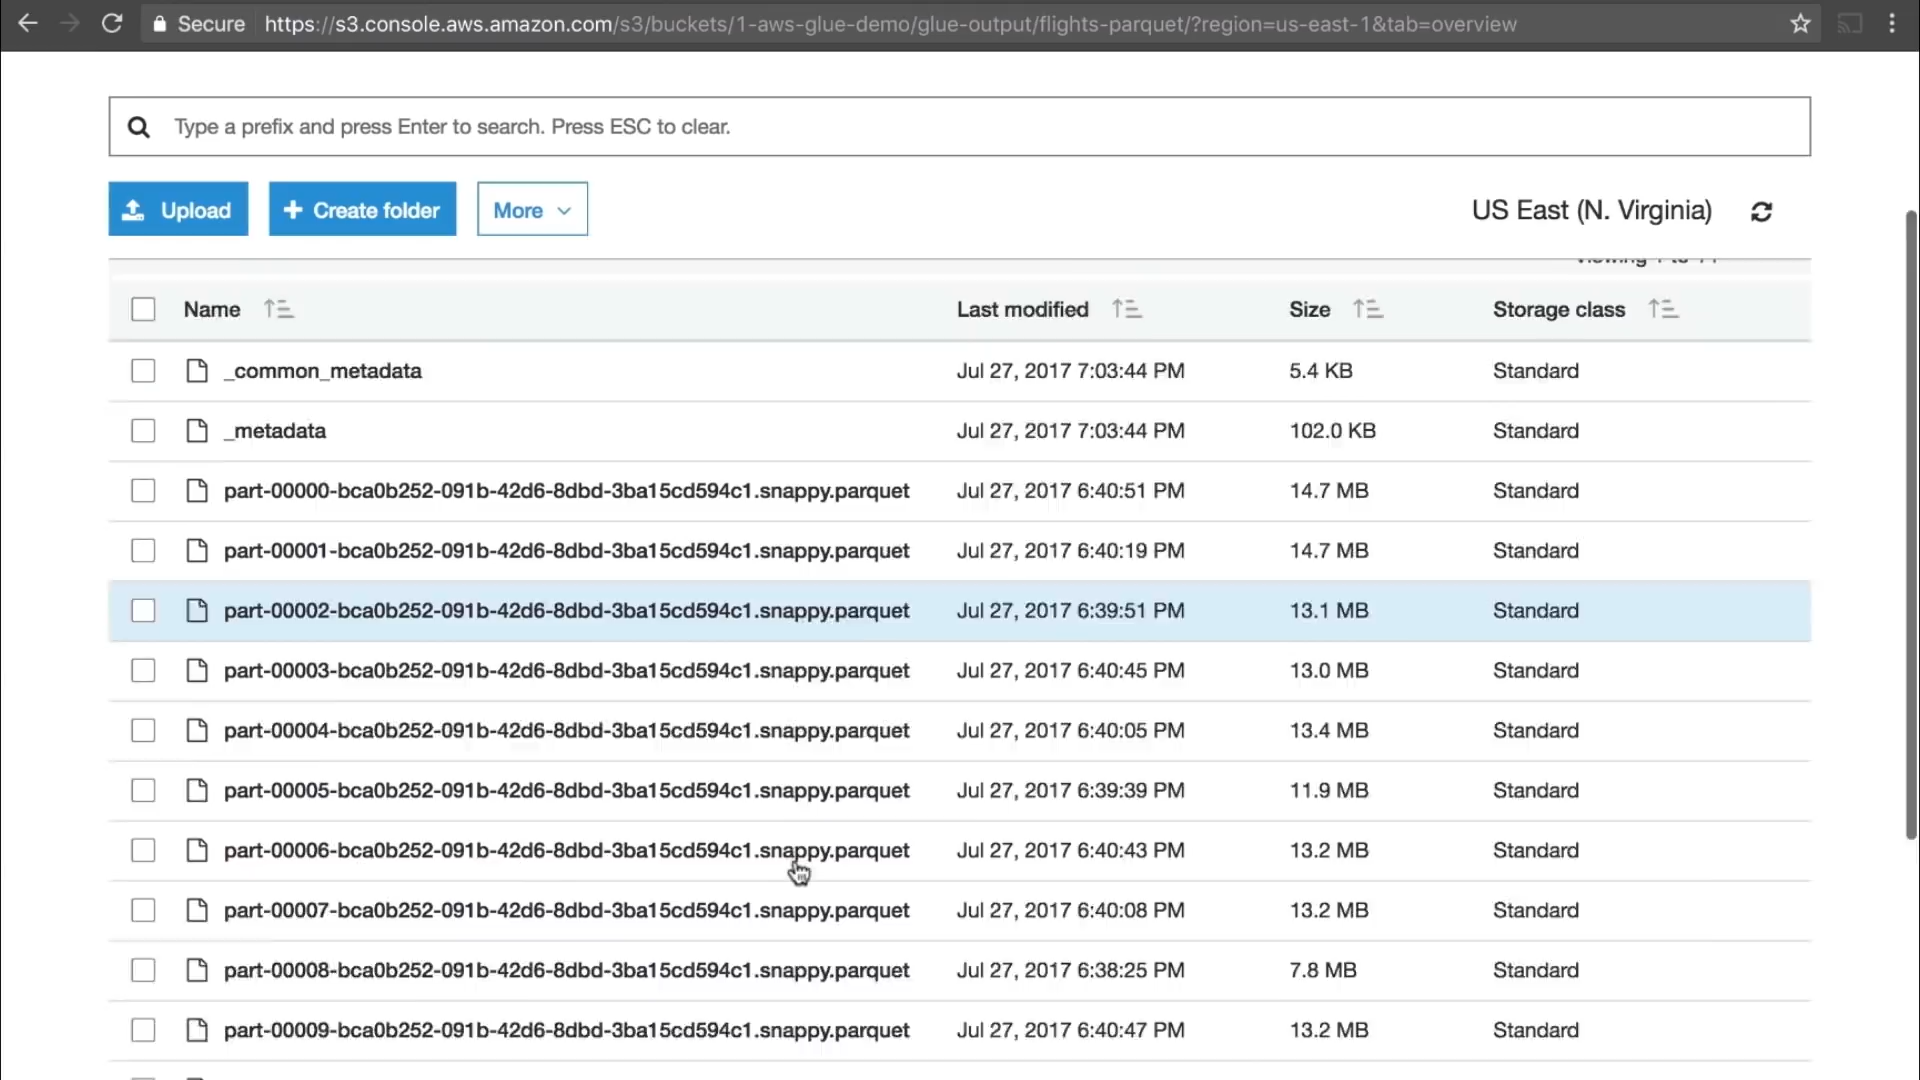 Secure https://s3.console.aws.amazon.com/s3/buckets/1-aws-glue-demo/glue-output/flights-parquet/?region=us-east-1&tab=overview
Type a prefix and press Enter to search. Press ESC to clear.
Upload + Create folder More US East (N. Virginia)
Name Last modified Size Storage class
_common_metadata Jul 27, 2017 7:03:44 PM 5.4 KB Standard
_metadata Jul 27, 2017 7:03:44 PM 102.0 KB Standard
part-00000-bca0b252-091b-42d6-8dbd-3ba15cd594c1.snappy.parquet Jul 27, 2017 6:40:51 PM 14.7 MB Standard
part-00001-bca0b252-091b-42d6-8dbd-3ba15cd594c1.snappy.parquet Jul 27, 2017 6:40:19 PM 14.7 MB Standard
part-00002-bca0b252-091b-42d6-8dbd-3ba15cd594c1.snappy.parquet Jul 27, 2017 6:39:51 PM 13.1 MB Standard
part-00003-bca0b252-091b-42d6-8dbd-3ba15cd594c1.snappy.parquet Jul 27, 2017 6:40:45 PM 13.0 MB Standard
part-00004-bca0b252-091b-42d6-8dbd-3ba15cd594c1.snappy.parquet Jul 27, 2017 6:40:05 PM 13.4 MB Standard
part-00005-bca0b252-091b-42d6-8dbd-3ba15cd594c1.snappy.parquet Jul 27, 2017 6:39:39 PM 11.9 MB Standard
part-00006-bca0b252-091b-42d6-8dbd-3ba15cd594c1.snappy.parquet Jul 27, 2017 6:40:43 PM 13.2 MB Standard
part-00007-bca0b252-091b-42d6-8dbd-3ba15cd594c1.snappy.parquet Jul 27, 2017 6:40:08 PM 13.2 MB Standard
part-00008-bca0b252-091b-42d6-8dbd-3ba15cd594c1.snappy.parquet Jul 27, 2017 6:38:25 PM 7.8 MB Standard
part-00009-bca0b252-091b-42d6-8dbd-3ba15cd594c1.snappy.parquet Jul 27, 2017 6:40:47 PM 13.2 MB Standard